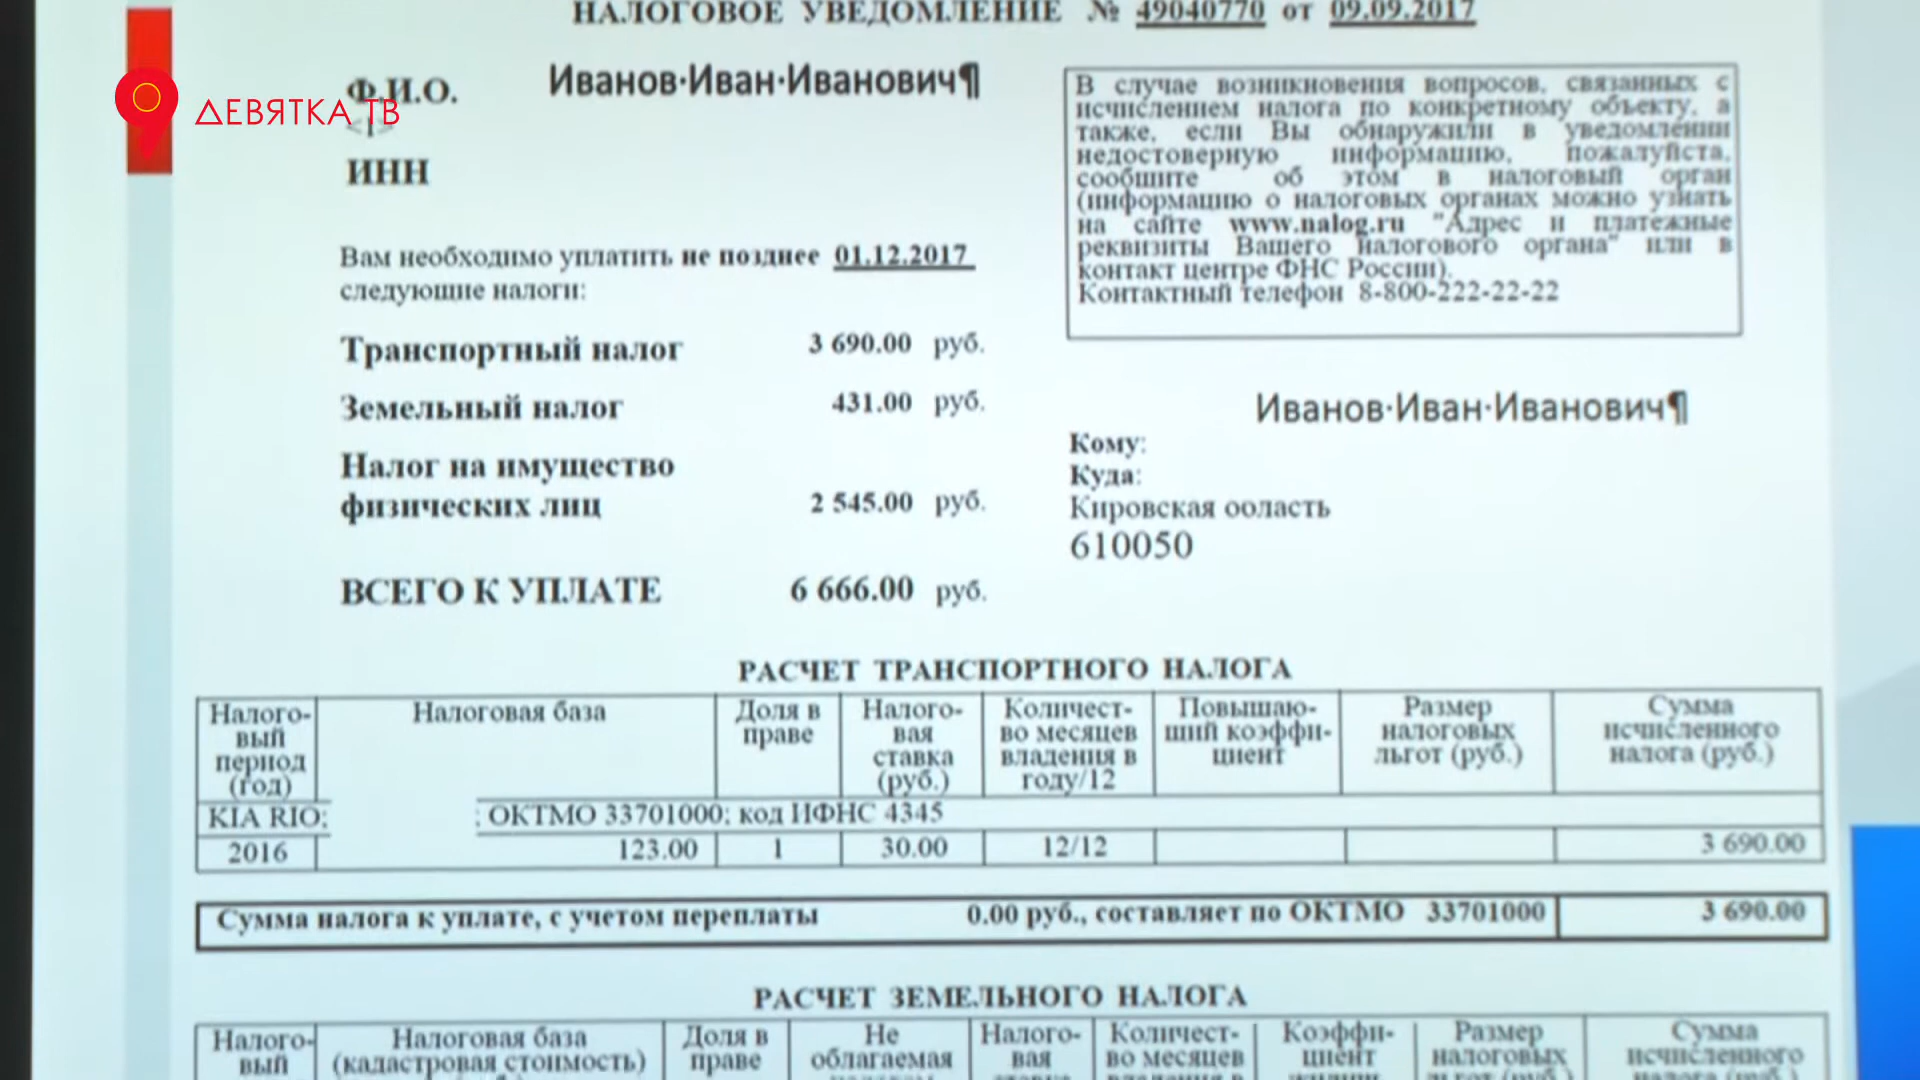 НАЛОГОВОЕ УВЕДОМЛЕНИЕ № 49040770 от 09.09.2017
ДЕВЯТКА ТВ
Ф.И.О. Иванов·Иван·Иванович¶
<1>
ИНН
В случае возникновения вопросов, связанных с
исчислением налога по конкретному объекту, а
также, если Вы обнаружили в уведомлении
недостоверную информацию, пожалуйста,
сообщите об этом в налоговый орган
(информацию о налоговых органах можно узнать
на сайте www.nalog.ru "Адрес и платежные
реквизиты Вашего налогового органа" или в
контакт центре ФНС России).
Контактный телефон 8-800-222-22-22
Вам необходимо уплатить не позднее 01.12.2017
следующие налоги:
Транспортный налог 3 690.00 руб.
Земельный налог 431.00 руб.
Налог на имущество
физических лиц 2 545.00 руб.
ВСЕГО К УПЛАТЕ 6 666.00 руб.
Иванов·Иван·Иванович¶
Кому:
Куда:
Кировская область
610050
РАСЧЕТ ТРАНСПОРТНОГО НАЛОГА
Налого-
вый
период
(год)
Налоговая база
Доля в
праве
Налого-
вая
ставка
(руб.)
Количест-
во месяцев
владения в
году/12
Повышаю-
щий коэффи-
циент
Размер
налоговых
льгот (руб.)
Сумма
исчисленного
налога (руб.)
KIA RIO; ; ОКТМО 33701000; код ИФНС 4345
2016 123.00 1 30.00 12/12 3 690.00
Сумма налога к уплате, с учетом переплаты 0.00 руб., составляет по ОКТМО 33701000 3 690.00
РАСЧЕТ ЗЕМЕЛЬНОГО НАЛОГА
Налого-
вый
Налоговая база
(кадастровая стоимость)
Доля в
праве
Не
облагаемая
Налого-
вая
Количест-
во месяцев
Коэффи-
циент
Размер
налоговых
Сумма
исчисленного